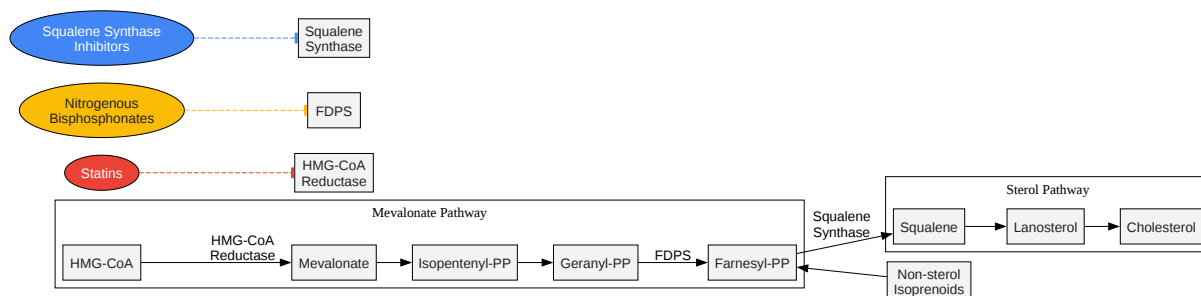 Squalene Synthase
Inhibitors
Squalene
Synthase
Nitrogenous
Bisphosphonates
FDPS
Statins
HMG-CoA
Reductase
Mevalonate Pathway
HMG-CoA
HMG-CoA
Reductase
Mevalonate
Isopentenyl-PP
Geranyl-PP
FDPS
Farnesyl-PP
Squalene
Synthase
Sterol Pathway
Squalene
Lanosterol
Cholesterol
Non-sterol
Isoprenoids